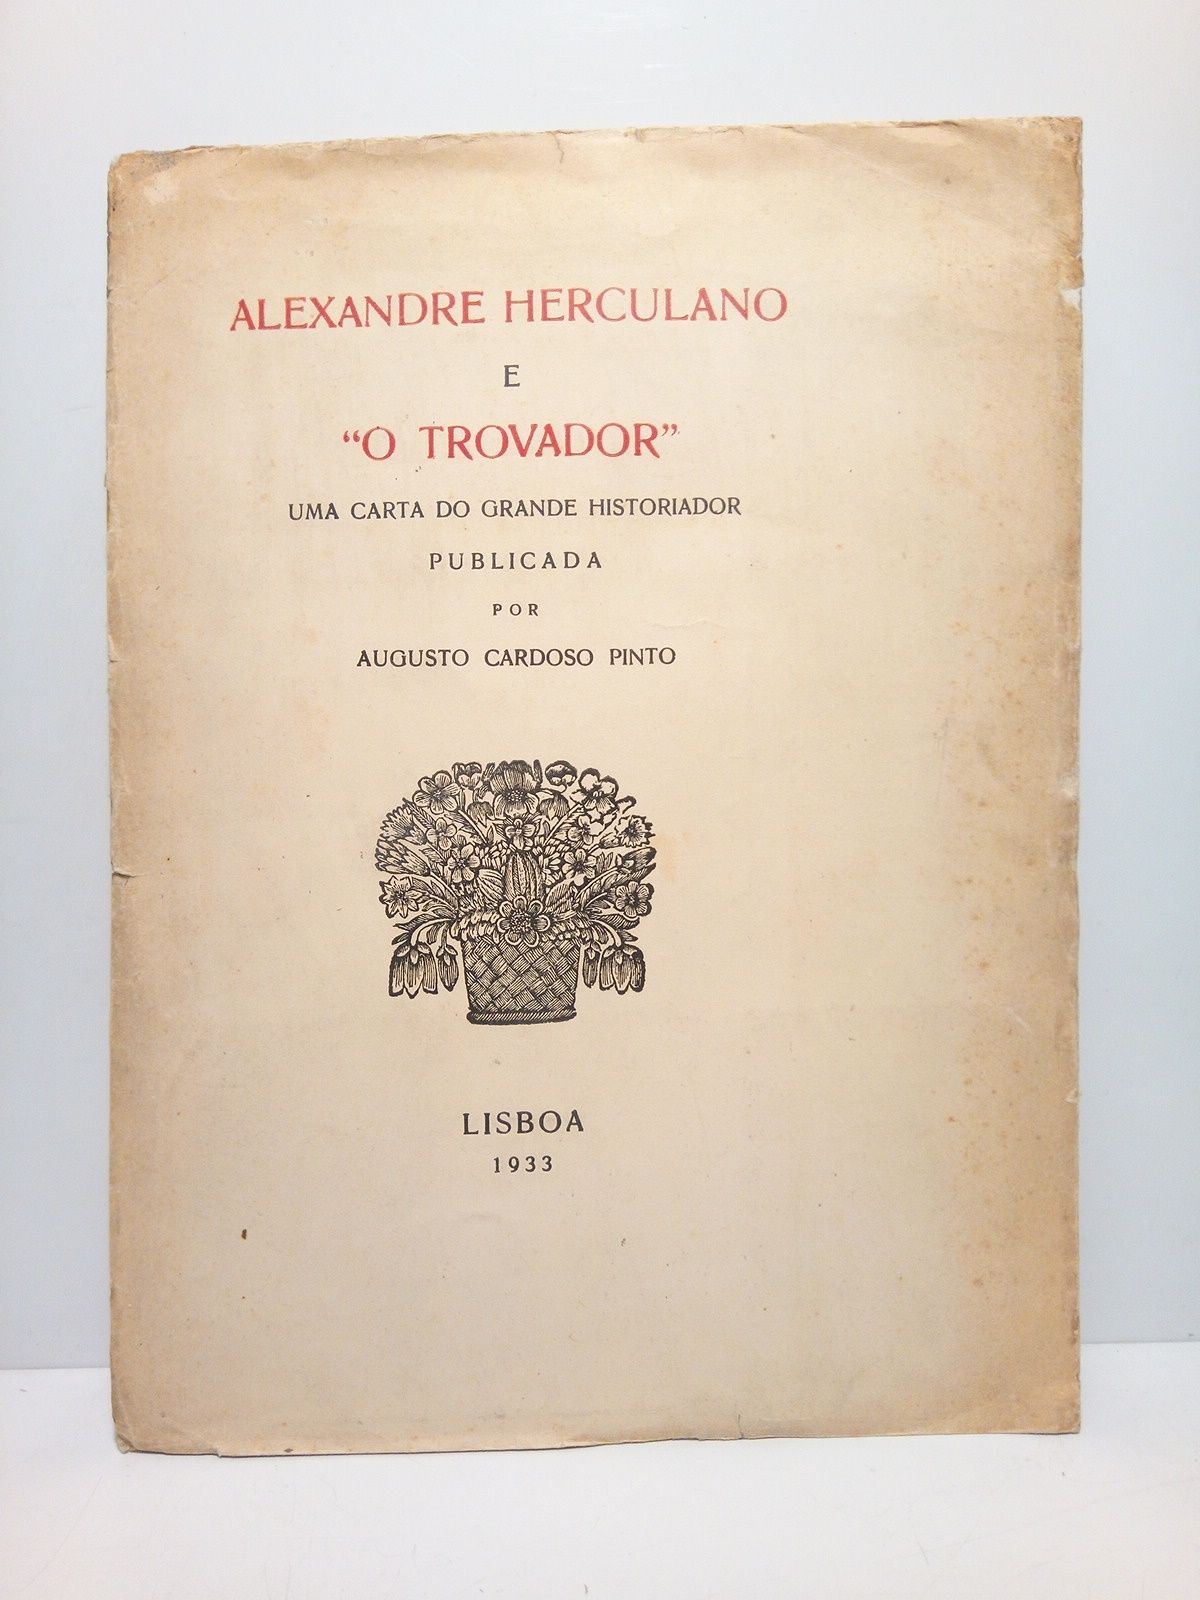 ALEXANDRE HERCULANO
E
“O TROVADOR”
UMA CARTA DO GRANDE HISTORIADOR
PUBLICADA
POR
AUGUSTO CARDOSO PINTO
LISBOA
1933